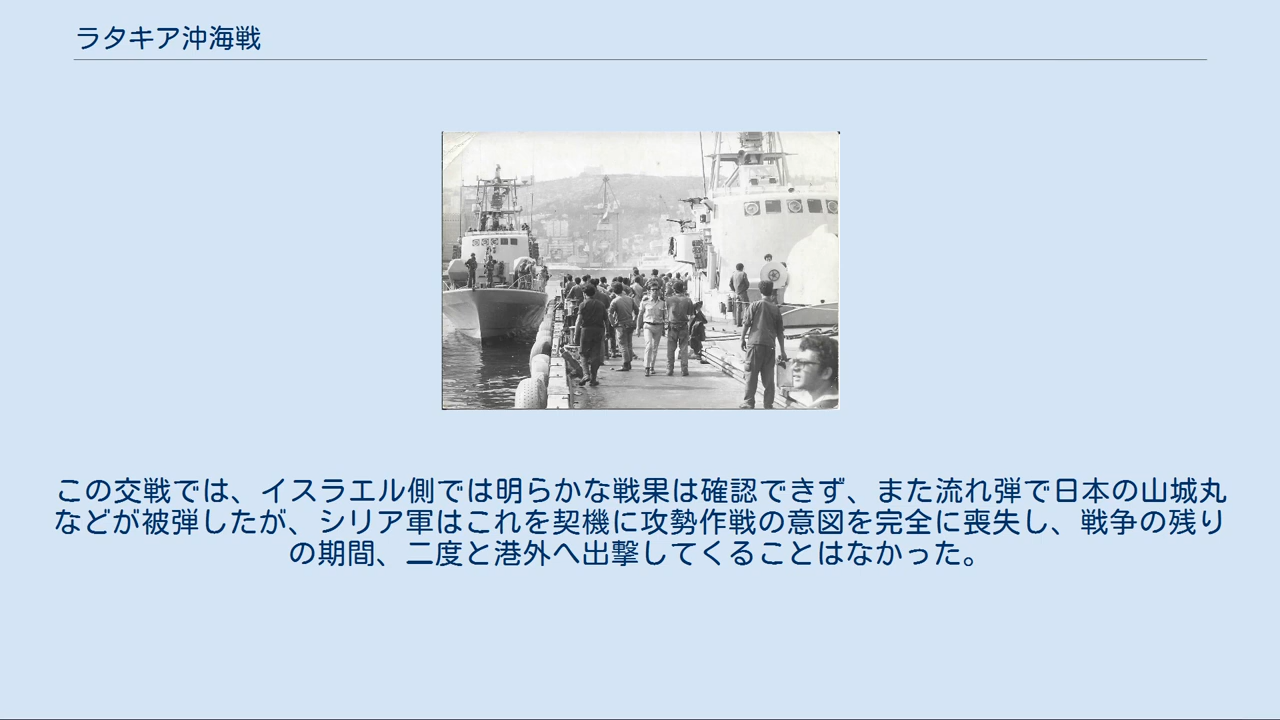 ラタキア沖海戦
この交戦では、イスラエル側では明らかな戦果は確認できず、また流れ弾で日本の山城丸
などが被弾したが、シリア軍はこれを契機に攻勢作戦の意図を完全に喪失し、戦争の残り
の期間、二度と港外へ出撃してくることはなかった。